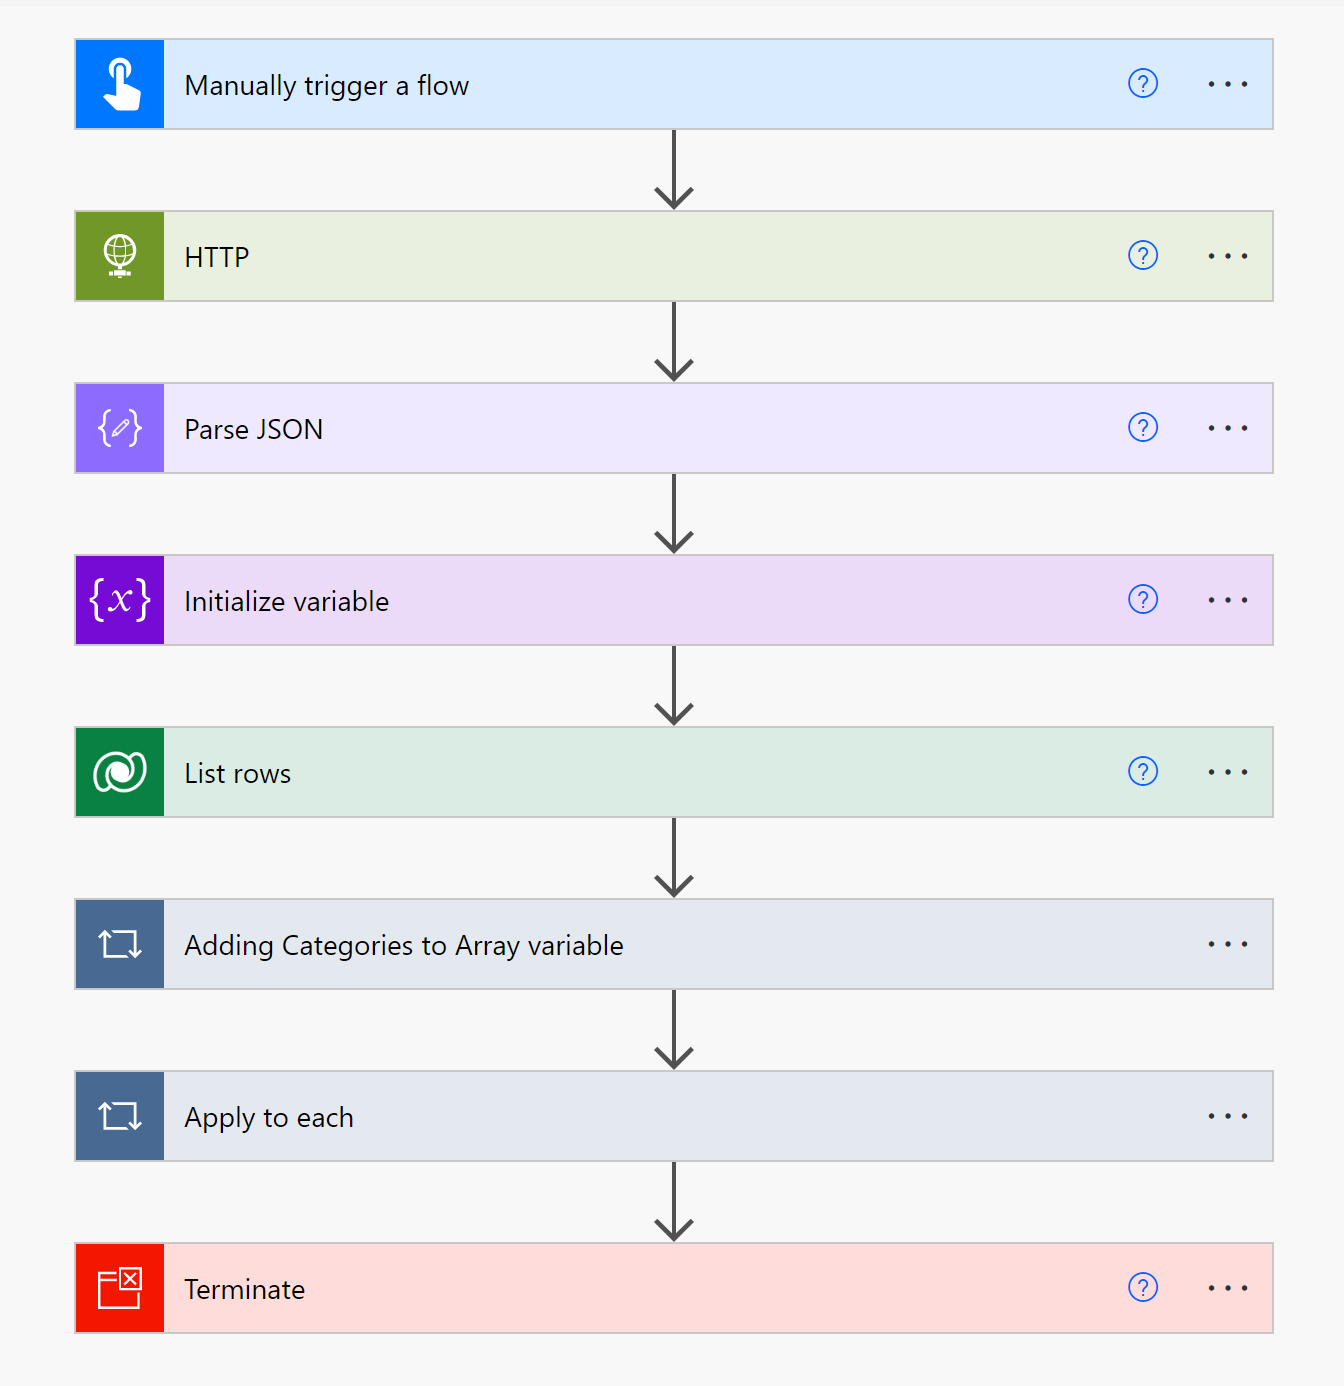 Manually trigger a flow
?
HTTP
?
Parse JSON
?
{x} Initialize variable
?
List rows
?
Adding Categories to Array variable
Apply to each
Terminate
?